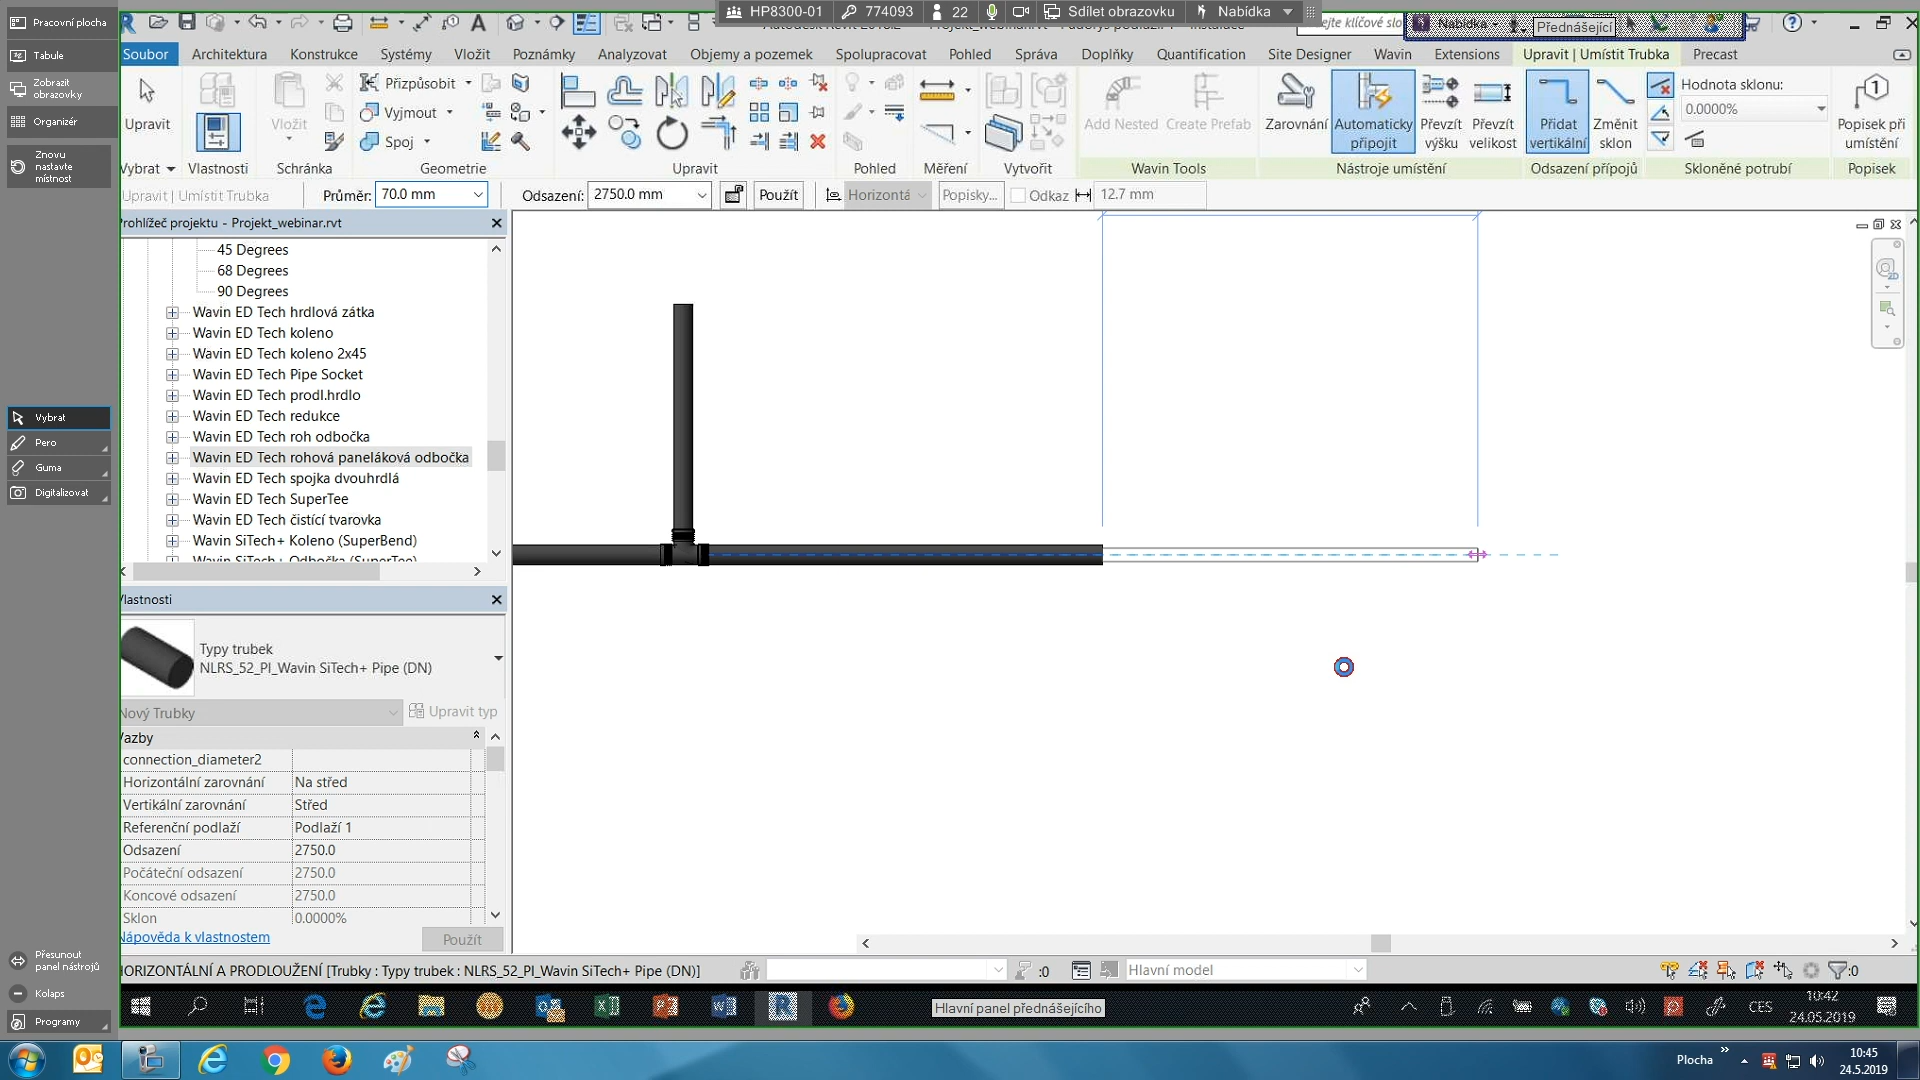 Pracovní plocha
Tabule
Zobrazit
obrazovky
Organizér
Znovu
nastavte
místnost
Vybrat
Pero
Guma
Digitalizovat
Přesunout
panel nástrojů
Kolaps
Programy
HP8300-01
774093
22
Sdílet obrazovku
Nabídka
Nabídka
Přednášející
Soubor
Architektura
Konstrukce
Systémy
Vložit
Poznámky
Analyzovat
Objemy a pozemek
Spolupracovat
Pohled
Správa
Doplňky
Quantification
Site Designer
Wavin
Extensions
Upravit | Umístit Trubka
Precast
Upravit
Vložit
Přizpůsobit
Vyjmout
Spoj
Add Nested
Create Prefab
Zarovnání
Automaticky
připojit
Převzít
výšku
Převzít
velikost
Přidat
vertikální
Změnit
sklon
Hodnota sklonu:
0.0000%
Popisek při
umístění
Vybrat
Vlastnosti
Schránka
Geometrie
Upravit
Pohled
Měření
Vytvořit
Wavin Tools
Nástroje umístění
Odsazení přípojů
Skloněné potrubí
Popisek
Upravit | Umístit Trubka
Průměr:
70.0 mm
Odsazení:
2750.0 mm
Použít
Horizontá
Popisky...
Odkaz
12.7 mm
rohlížeč projektu - Projekt_webinar.rvt
45 Degrees
68 Degrees
90 Degrees
Wavin ED Tech hrdlová zátka
Wavin ED Tech koleno
Wavin ED Tech koleno 2x45
Wavin ED Tech Pipe Socket
Wavin ED Tech prodl.hrdlo
Wavin ED Tech redukce
Wavin ED Tech roh odbočka
Wavin ED Tech rohová paneláková odbočka
Wavin ED Tech spojka dvouhrdlá
Wavin ED Tech SuperTee
Wavin ED Tech čistící tvarovka
Wavin SiTech+ Koleno (SuperBend)
Wavin SiTech+ Odbočka (SuperTee)
Vlastnosti
Typy trubek
NLRS_52_PI_Wavin SiTech+ Pipe (DN)
Nový Trubky
Upravit typ
Vazby
connection_diameter2
Horizontální zarovnání
Na střed
Vertikální zarovnání
Střed
Referenční podlaží
Podlaží 1
Odsazení
2750.0
Počáteční odsazení
2750.0
Koncové odsazení
2750.0
Sklon
0.0000%
Nápověda k vlastnostem
Použít
HORIZONTÁLNÍ A PRODLOUŽENÍ [Trubky : Typy trubek : NLRS_52_PI_Wavin SiTech+ Pipe (DN)]
:0
Hlavní model
:0
Hlavní panel přednášejícího
CES
10:42
24.05.2019
Plocha
10:45
24.5.2019